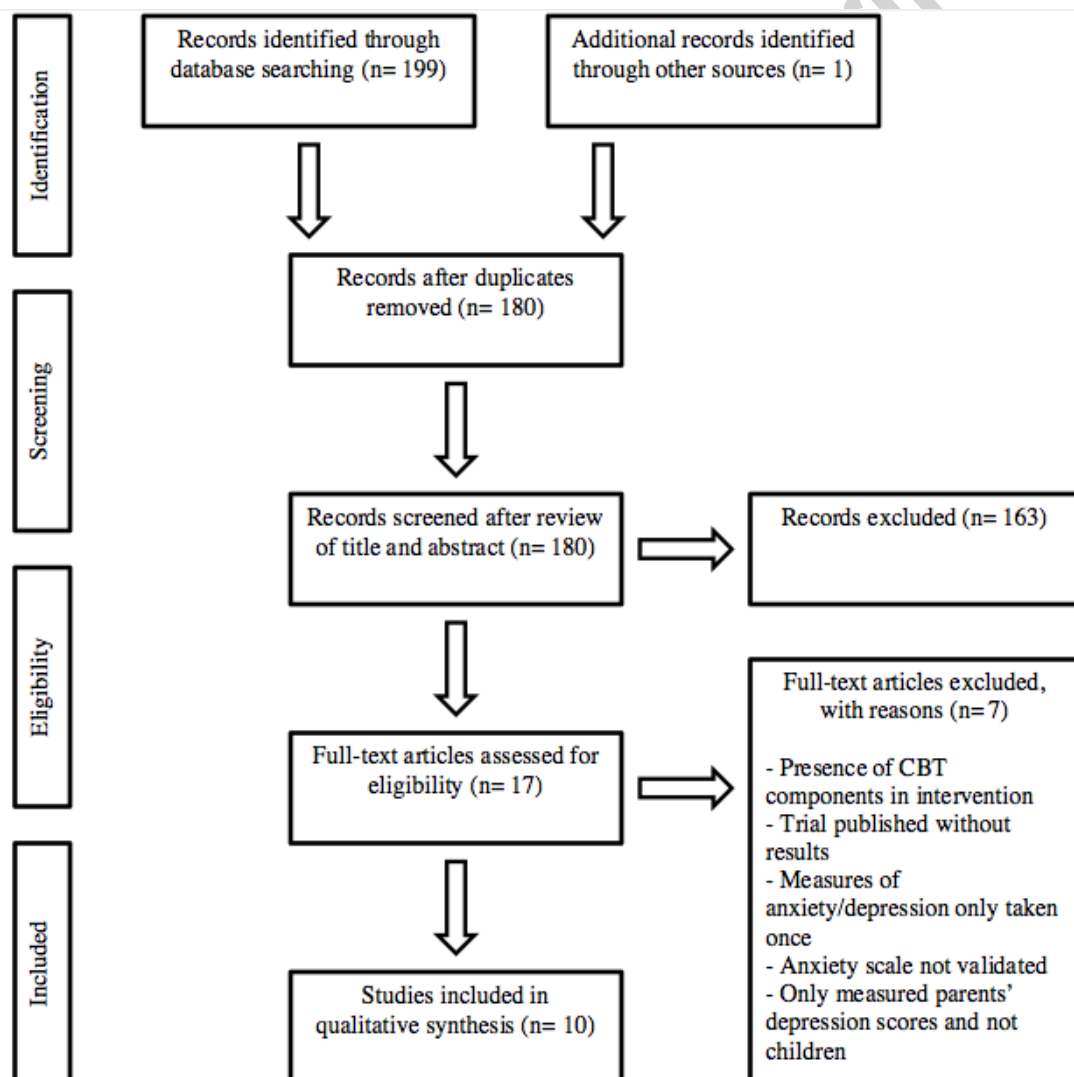 Identification
Records identified through
database searching (n= 199)
Additional records identified
through other sources (n= 1)
Records after duplicates
removed (n= 180)
Screening
Records screened after review
of title and abstract (n= 180)
Records excluded (n= 163)
Eligibility
Full-text articles assessed for
eligibility (n= 17)
Full-text articles excluded,
with reasons (n= 7)
- Presence of CBT
components in intervention
- Trial published without
results
- Measures of
anxiety/depression only taken
once
- Anxiety scale not validated
- Only measured parents’
depression scores and not
children
Included
Studies included in
qualitative synthesis (n= 10)